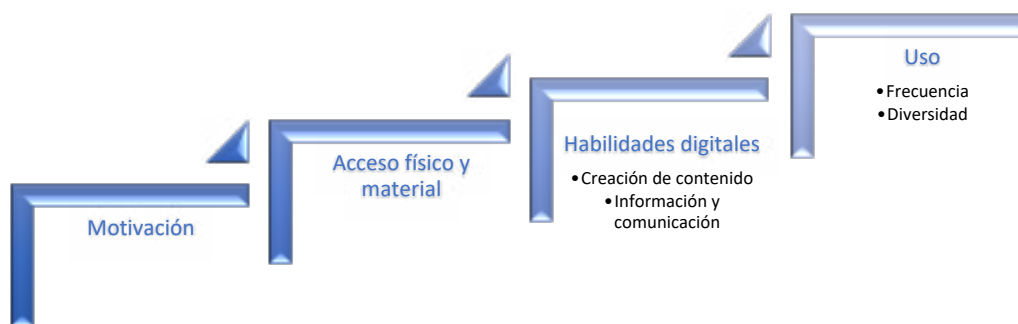 Motivación
Acceso físico y
material
Habilidades digitales
•Creación de contenido
•Información y
comunicación
Uso
•Frecuencia
•Diversidad